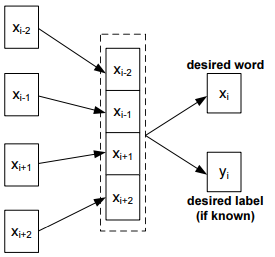 x_{i-2}
x_{i-1}
x_{i+1}
x_{i+2}
x_{i-2}
x_{i-1}
x_{i+1}
x_{i+2}
desired word
x_i
y_i
desired label
(if known)